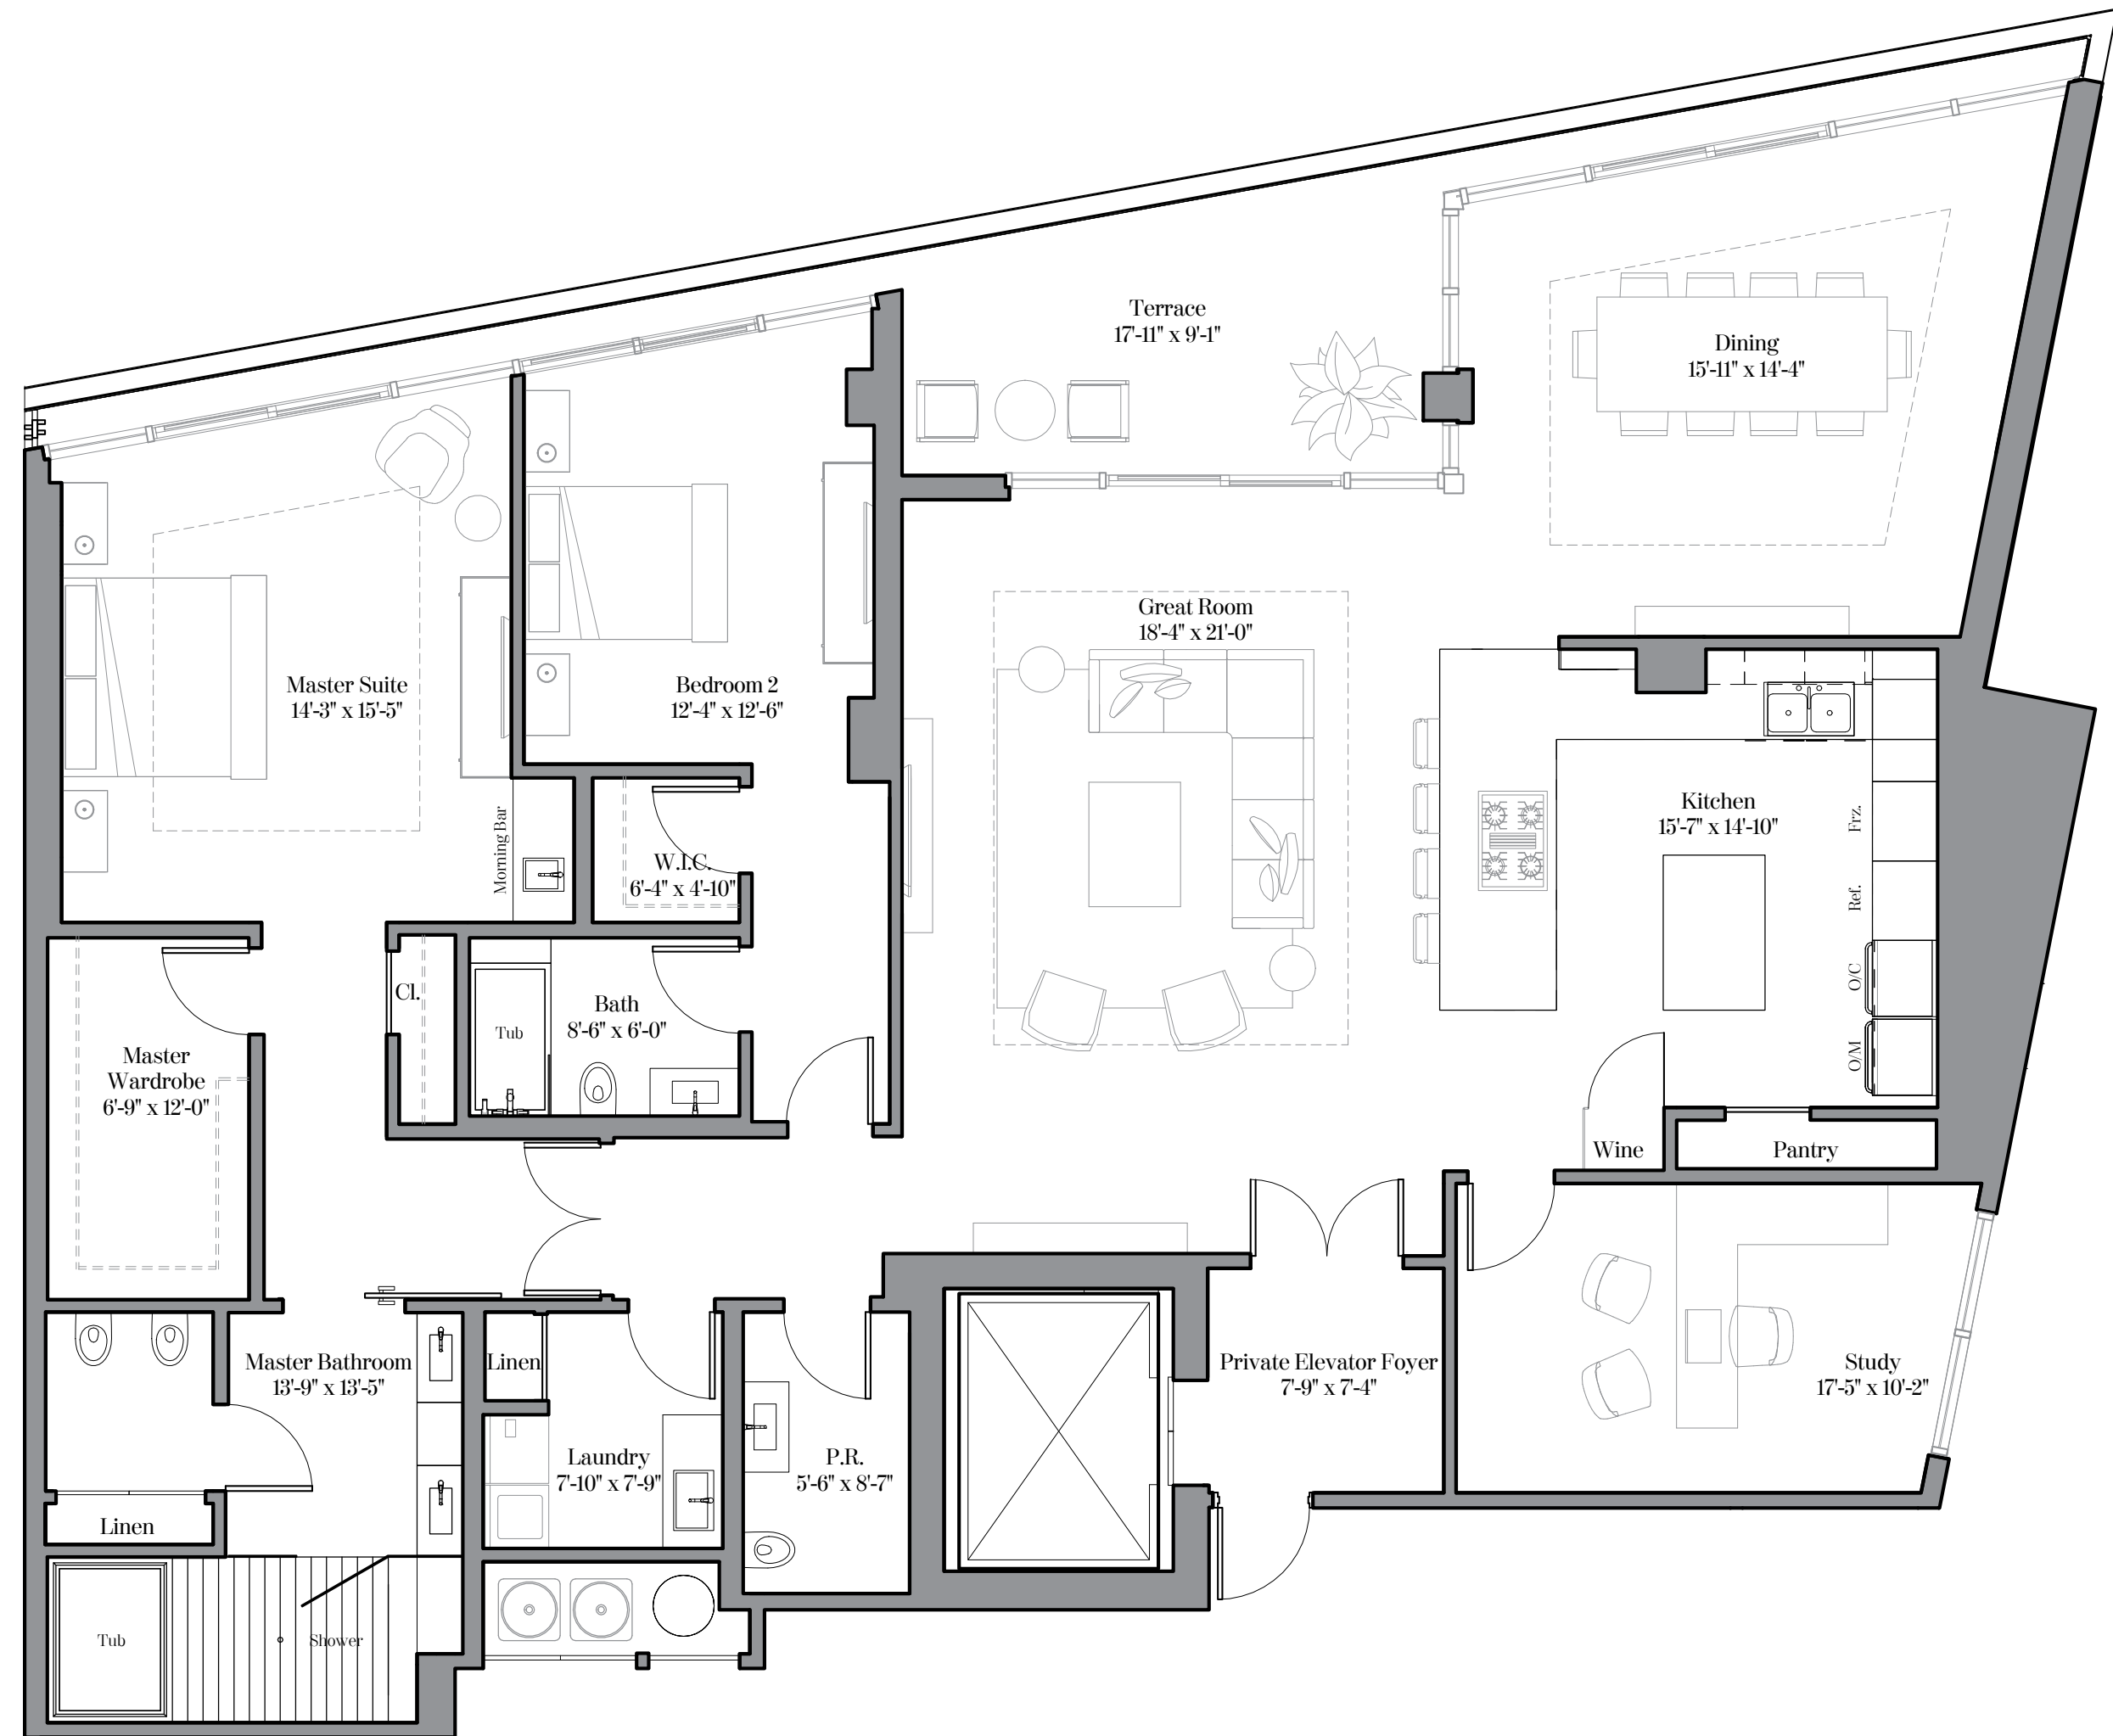 Terrace
17'-11" x 9'-1"
Dining
15'-11" x 14'-4"
Great Room
18'-4" x 21'-0"
Master Suite
14'-3" x 15'-5"
Bedroom 2
12'-4" x 12'-6"
Morning Bar
W.I.C.
6'-4" x 4'-10"
Kitchen
15'-7" x 14'-10"
Frz.
Ref.
O/C
O/M
Cl.
Tub
Bath
8'-6" x 6'-0"
Master
Wardrobe
6'-9" x 12'-0"
Wine
Pantry
Master Bathroom
13'-9" x 13'-5"
Linen
Private Elevator Foyer
7'-9" x 7'-4"
Study
17'-5" x 10'-2"
Laundry
7'-10" x 7'-9"
P.R.
5'-6" x 8'-7"
Linen
Tub
Shower